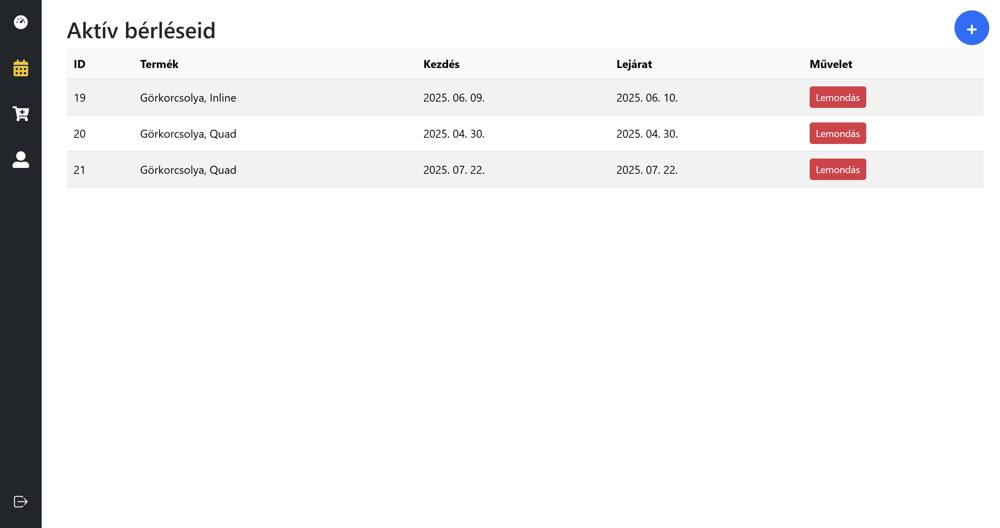 Aktív bérléseid
+
ID Termék Kezdés Lejárat Művelet
19 Görkorcsolya, Inline 2025. 06. 09. 2025. 06. 10. Lemondás
20 Görkorcsolya, Quad 2025. 04. 30. 2025. 04. 30. Lemondás
21 Görkorcsolya, Quad 2025. 07. 22. 2025. 07. 22. Lemondás